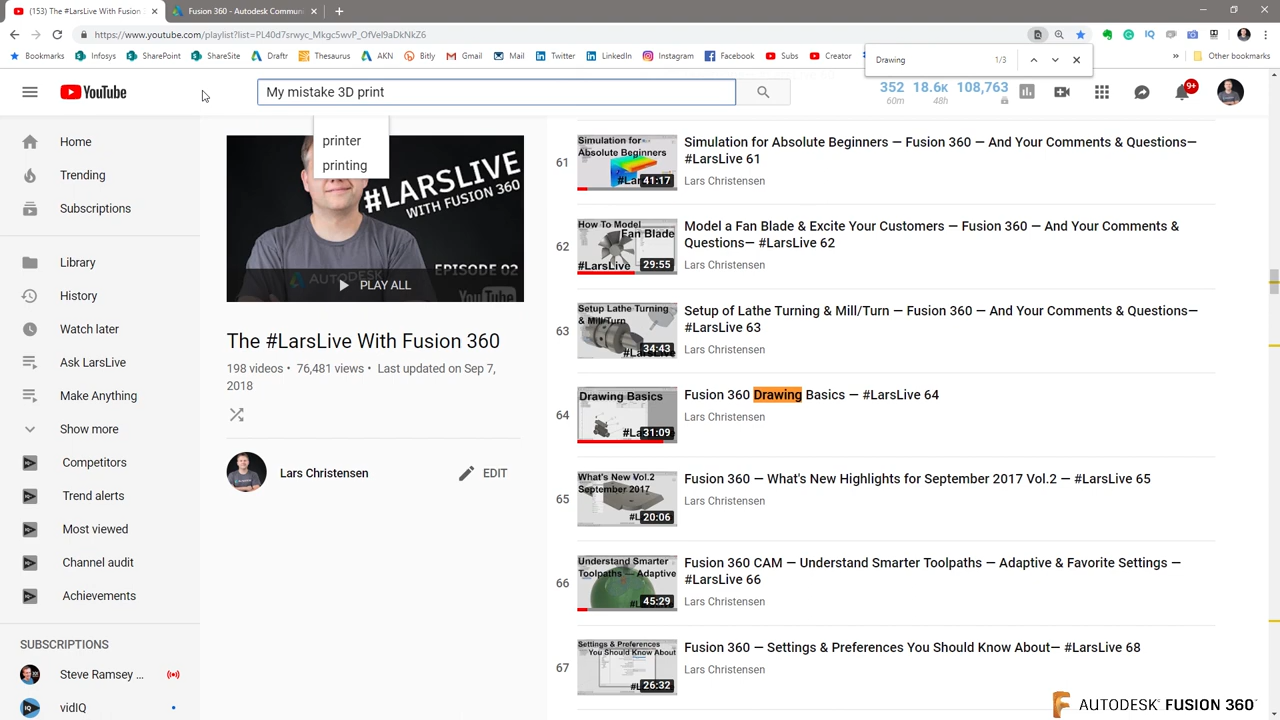 (153) The #LarsLive With Fusion
Fusion 360 - Autodesk Commun
https://www.youtube.com/playlist?list=PL40d7srwyc_Mkgc5wvP_OfVel9aDkNkZ6
Bookmarks Infosys SharePoint ShareSite Draftr Thesaurus AKN Bitly Gmail Mail Twitter LinkedIn Instagram Facebook Subs Creator Other bookmarks
Drawing 1/3
YouTube
My mistake 3D print
352 18.6K 108,763
60m 48h
9+
printer
printing
Home
Trending
Subscriptions
Library
History
Watch later
Ask LarsLive
Make Anything
Show more
Competitors
Trend alerts
Most viewed
Channel audit
Achievements
SUBSCRIPTIONS
Steve Ramsey ...
vidIQ
#LARSLIVE
WITH FUSION 360
AUTODESK
EPISODE 02
YouTube
PLAY ALL
The #LarsLive With Fusion 360
198 videos • 76,481 views • Last updated on Sep 7,
2018
Lars Christensen
EDIT
61
Simulation for
Absolute Beginners
41:17
Simulation for Absolute Beginners — Fusion 360 — And Your Comments & Questions—
#LarsLive 61
Lars Christensen
62
How To Model
Fan Blade
#LarsLive
29:55
Model a Fan Blade & Excite Your Customers — Fusion 360 — And Your Comments &
Questions— #LarsLive 62
Lars Christensen
63
Setup Lathe Turning
& Mill/Turn
34:43
Setup of Lathe Turning & Mill/Turn — Fusion 360 — And Your Comments & Questions—
#LarsLive 63
Lars Christensen
64
Drawing Basics
31:09
Fusion 360 Drawing Basics — #LarsLive 64
Lars Christensen
65
What's New Vol.2
September 2017
20:06
Fusion 360 — What's New Highlights for September 2017 Vol.2 — #LarsLive 65
Lars Christensen
66
Understand Smarter
Toolpaths — Adaptive
45:29
Fusion 360 CAM — Understand Smarter Toolpaths — Adaptive & Favorite Settings —
#LarsLive 66
Lars Christensen
67
Settings & Preferences
You Should Know About
26:32
Fusion 360 — Settings & Preferences You Should Know About— #LarsLive 68
Lars Christensen
AUTODESK FUSION 360